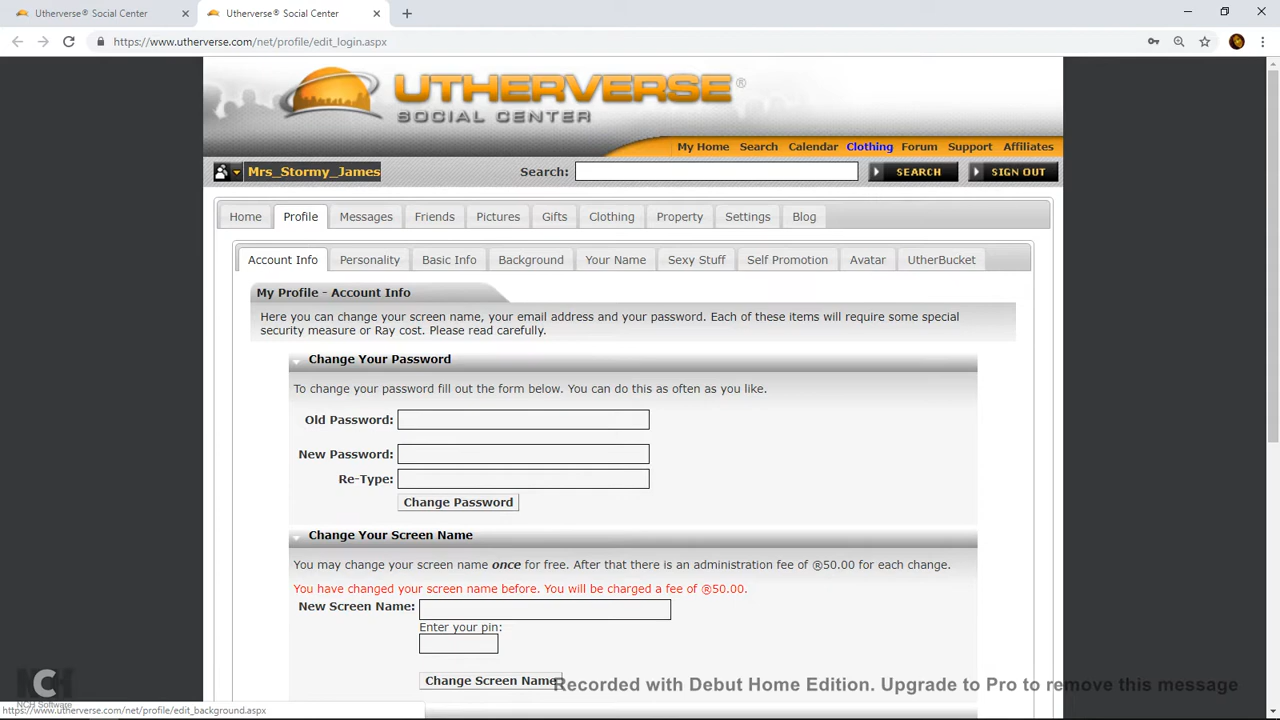 Utherverse® Social Center
Utherverse® Social Center
https://www.utherverse.com/net/profile/edit_login.aspx
UTHERVERSE®
SOCIAL CENTER
My Home Search Calendar Clothing Forum Support Affiliates
Mrs_Stormy_James Search: SEARCH SIGN OUT
Home Profile Messages Friends Pictures Gifts Clothing Property Settings Blog
Account Info Personality Basic Info Background Your Name Sexy Stuff Self Promotion Avatar UtherBucket
My Profile - Account Info
Here you can change your screen name, your email address and your password. Each of these items will require some special
security measure or Ray cost. Please read carefully.
Change Your Password
To change your password fill out the form below. You can do this as often as you like.
Old Password:
New Password:
Re-Type:
Change Password
Change Your Screen Name
You may change your screen name once for free. After that there is an administration fee of ®50.00 for each change.
You have changed your screen name before. You will be charged a fee of ®50.00.
New Screen Name:
Enter your pin:
Change Screen Name
Recorded with Debut Home Edition. Upgrade to Pro to remove this message
NCH
NCH Software
https://www.utherverse.com/net/profile/edit_background.aspx